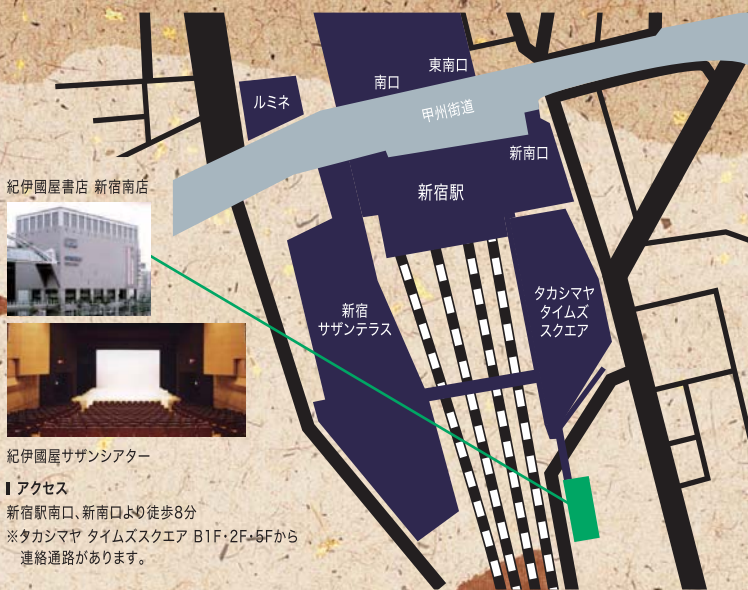 東南口
南口
ルミネ
甲州街道
新南口
紀伊國屋書店 新宿南店
新宿駅
タカシマヤ
タイムズ
スクエア
新宿
サザンテラス
紀伊國屋サザンシアター
アクセス
新宿駅南口、新南口より徒歩8分
※タカシマヤ タイムズスクエア B1F・2F・5Fから
連絡通路があります。